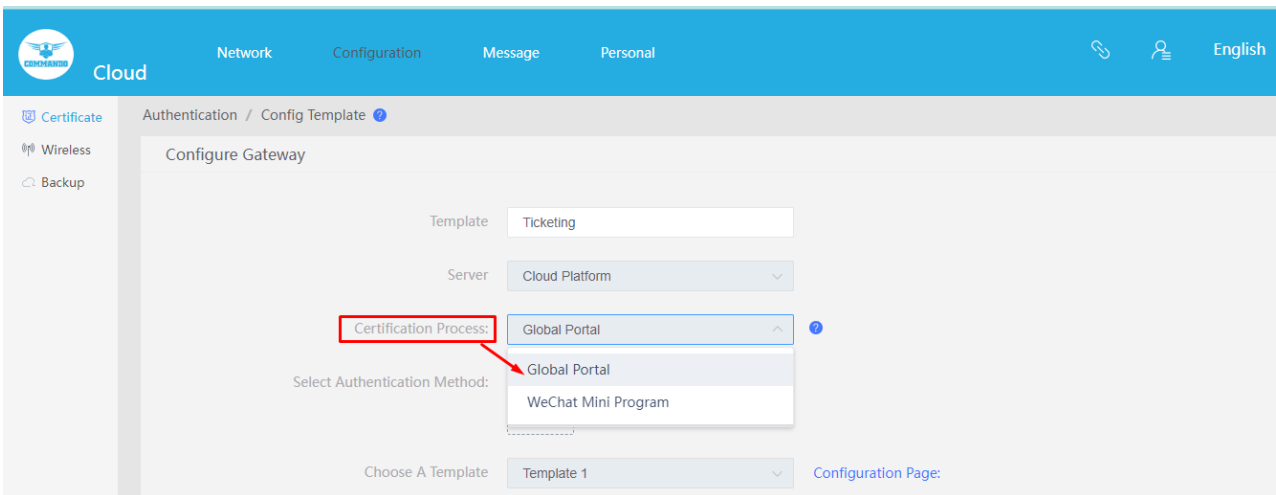 COMMANDO
Cloud
Network Configuration Message Personal English
Certificate
Wireless
Backup
Authentication / Config Template ?
Configure Gateway
Template Ticketing
Server Cloud Platform
Certification Process: Global Portal ?
Global Portal
Select Authentication Method:
WeChat Mini Program
Choose A Template Template 1 Configuration Page: